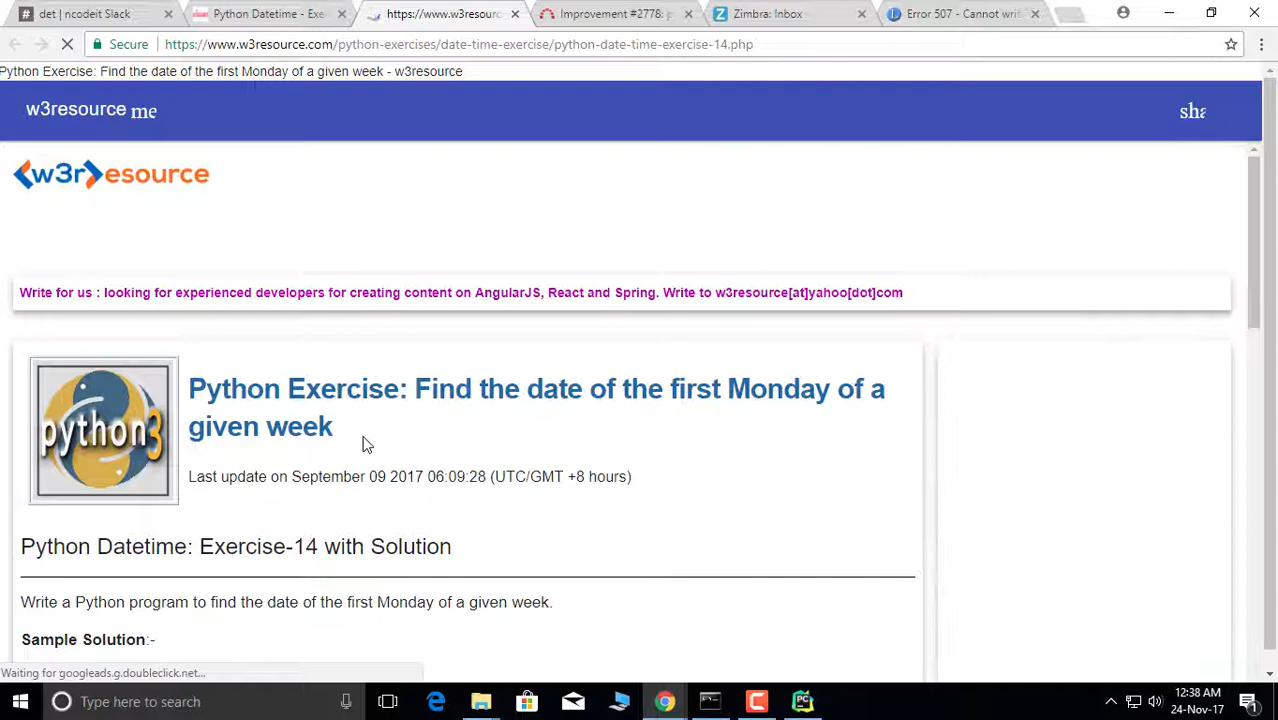 det | ncodeit Slack
Python Datetime - Exe
https://www.w3resourc
Improvement #2778: p
Zimbra: Inbox
Error 507 - Cannot writ
Secure
https://www.w3resource.com/python-exercises/date-time-exercise/python-date-time-exercise-14.php
Python Exercise: Find the date of the first Monday of a given week - w3resource
w3resource me
sha
<w3r>esource
Write for us : looking for experienced developers for creating content on AngularJS, React and Spring. Write to w3resource[at]yahoo[dot]com
python3
Python Exercise: Find the date of the first Monday of a
given week
Last update on September 09 2017 06:09:28 (UTC/GMT +8 hours)
Python Datetime: Exercise-14 with Solution
Write a Python program to find the date of the first Monday of a given week.
Sample Solution:-
Waiting for googleads.g.doubleclick.net...
Type here to search
PC
12:38 AM
24-Nov-17
1